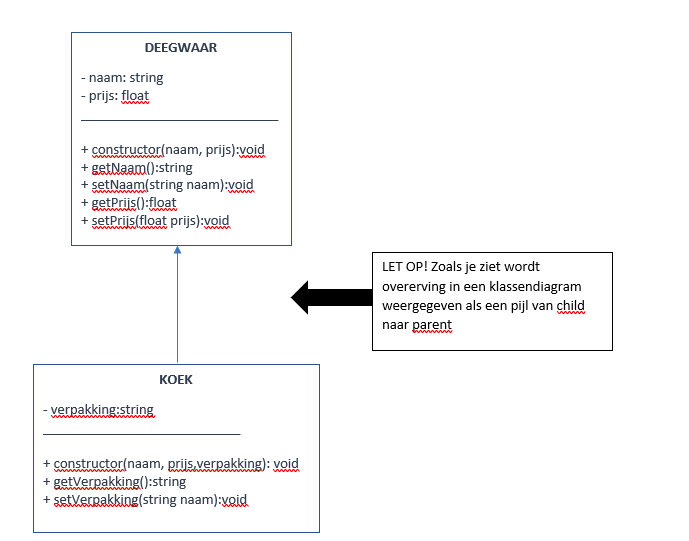 DEEGWAAR
- naam: string
- prijs: float
+ constructor(naam, prijs):void
+ getNaam():string
+ setNaam(string naam):void
+ getPrijs():float
+ setPrijs(float prijs):void
LET OP! Zoals je ziet wordt
overerving in een klassendiagram
weergegeven als een pijl van child
naar parent
KOEK
- verpakking:string
+ constructor(naam, prijs,verpakking): void
+ getVerpakking():string
+ setVerpakking(string naam):void